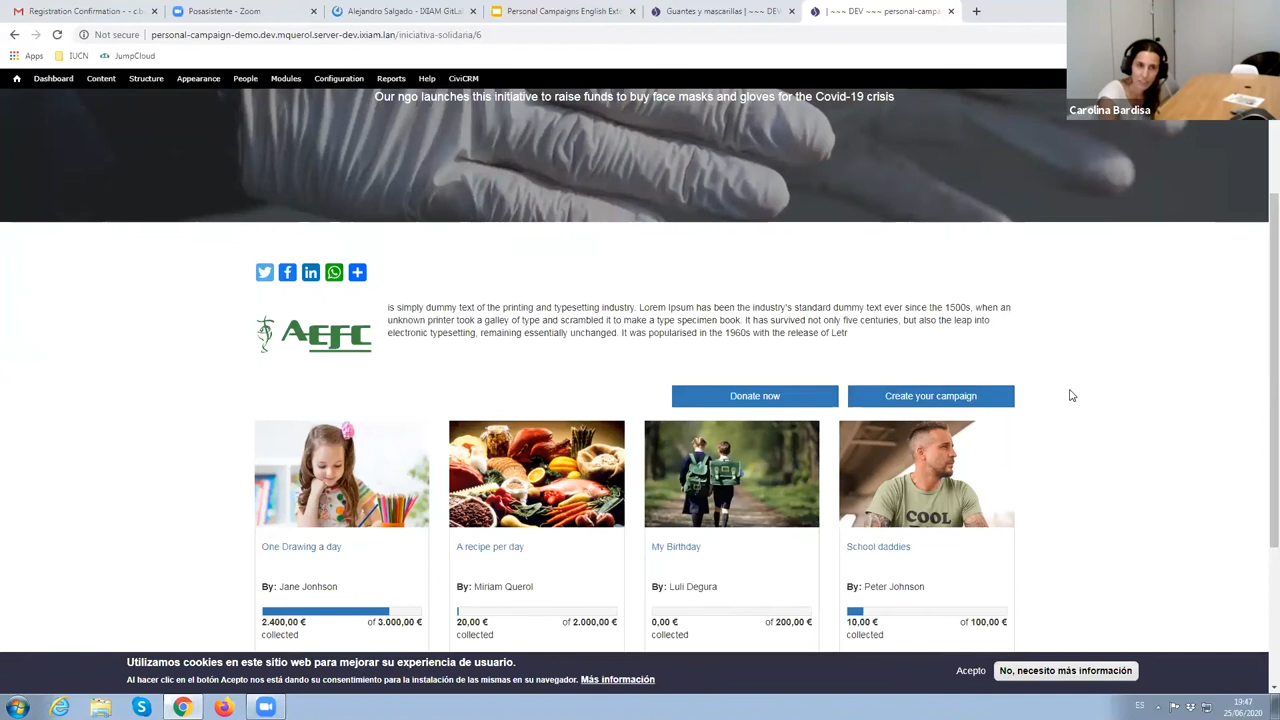 Registration Confirmation - - c.ba
Posasistente - Zoom
Alejandro Salgado - IXIAM GitLa
Personal Campaigns English Exte
Guantes y mascarillas | ~~~ DEV
| ~~~ DEV ~~~ personal-campa
Not secure | personal-campaign-demo.dev.mquerol.server-dev.ixiam.lan/iniciativa-solidaria/6
Apps IUCN JumpCloud
Dashboard Content Structure Appearance People Modules Configuration Reports Help CiviCRM
Carolina Bardisa
Our ngo launches this initiative to raise funds to buy face masks and gloves for the Covid-19 crisis
is simply dummy text of the printing and typesetting industry. Lorem Ipsum has been the industry's standard dummy text ever since the 1500s, when an
unknown printer took a galley of type and scrambled it to make a type specimen book. It has survived not only five centuries, but also the leap into
electronic typesetting, remaining essentially unchanged. It was popularised in the 1960s with the release of Letr
AEFC
Donate now
Create your campaign
COOL
One Drawing a day
A recipe per day
My Birthday
School daddies
By: Jane Jonhson
By: Miriam Querol
By: Luli Degura
By: Peter Johnson
2.400,00 € of 3.000,00 €
collected
20,00 € of 2.000,00 €
collected
0,00 € of 200,00 €
collected
10,00 € of 100,00 €
collected
Utilizamos cookies en este sitio web para mejorar su experiencia de usuario.
Al hacer clic en el botón Acepto nos está dando su consentimiento para la instalación de las mismas en su navegador. Más información
Acepto
No, necesito más información
ES
19:47
25/06/2020